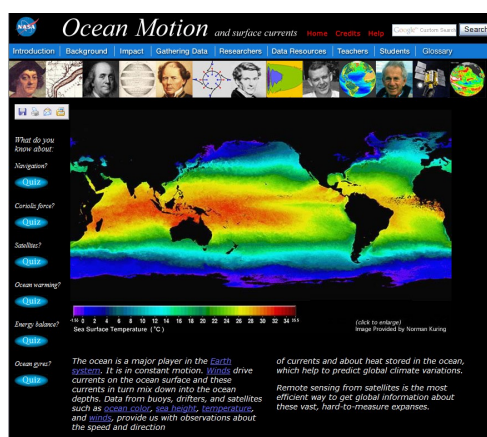 NASA
Ocean Motion and surface currents
Home Credits Help
Google Custom Search
Search
Introduction Background Impact Gathering Data Researchers Data Resources Teachers Students Glossary
What do you
know about:
Navigation?
Quiz
Coriolis force?
Quiz
Satellites?
Quiz
Ocean warming?
Quiz
Energy balance?
Quiz
Ocean gyres?
Quiz
0 2 4 6 8 10 12 14 16 18 20 22 24 26 28 30 32 34
Sea Surface Temperature (°C)
(click to enlarge)
Image Provided by Norman Kuring
The ocean is a major player in the Earth
system. It is in constant motion. Winds drive
currents on the ocean surface and these
currents in turn mix down into the ocean
depths. Data from buoys, drifters, and satellites
such as ocean color, sea height, temperature,
and winds, provide us with observations about
the speed and direction
of currents and about heat stored in the ocean,
which help to predict global climate variations.
Remote sensing from satellites is the most
efficient way to get global information about
these vast, hard-to-measure expanses.